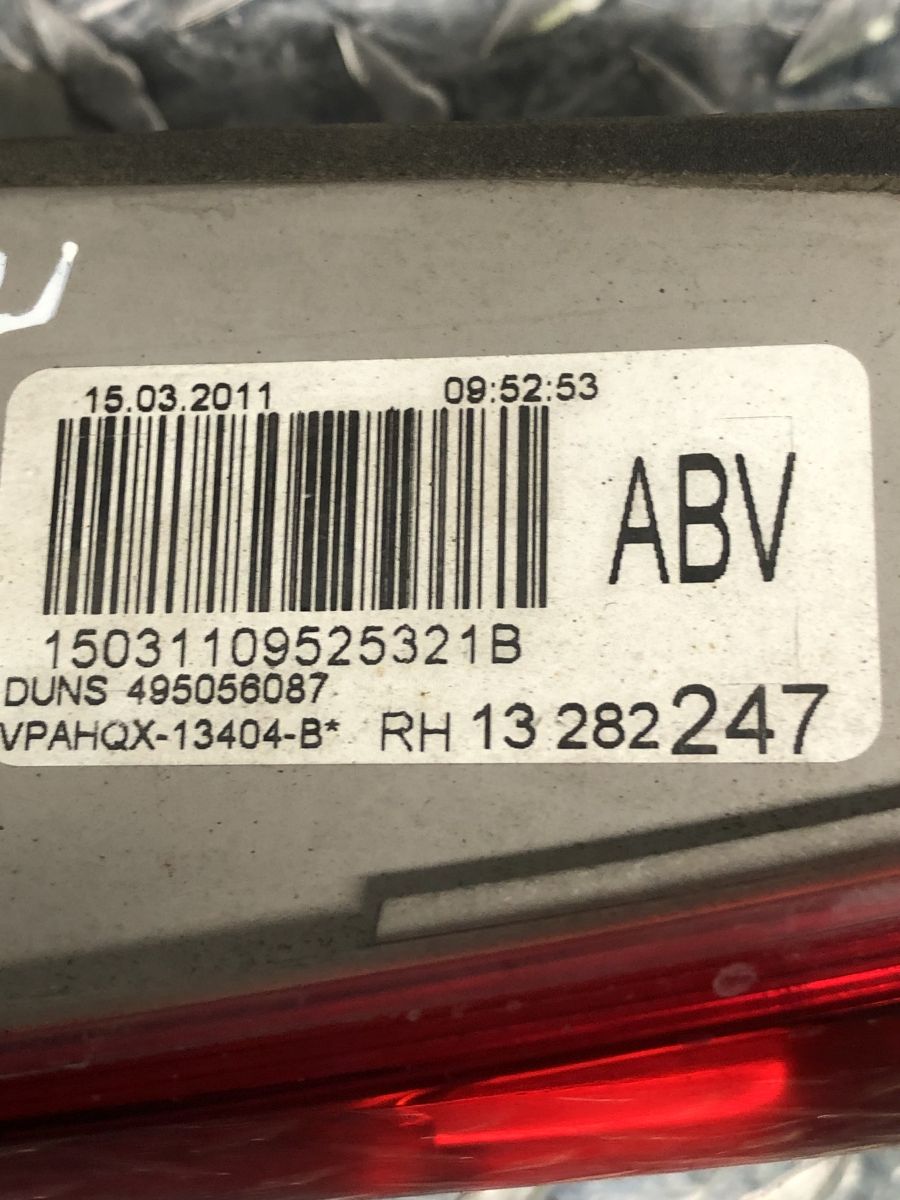 15.03.2011 09:52:53
ABV
15031109525321B
DUNS 495056087
VPAHQX-13404-B* RH 13 282 247